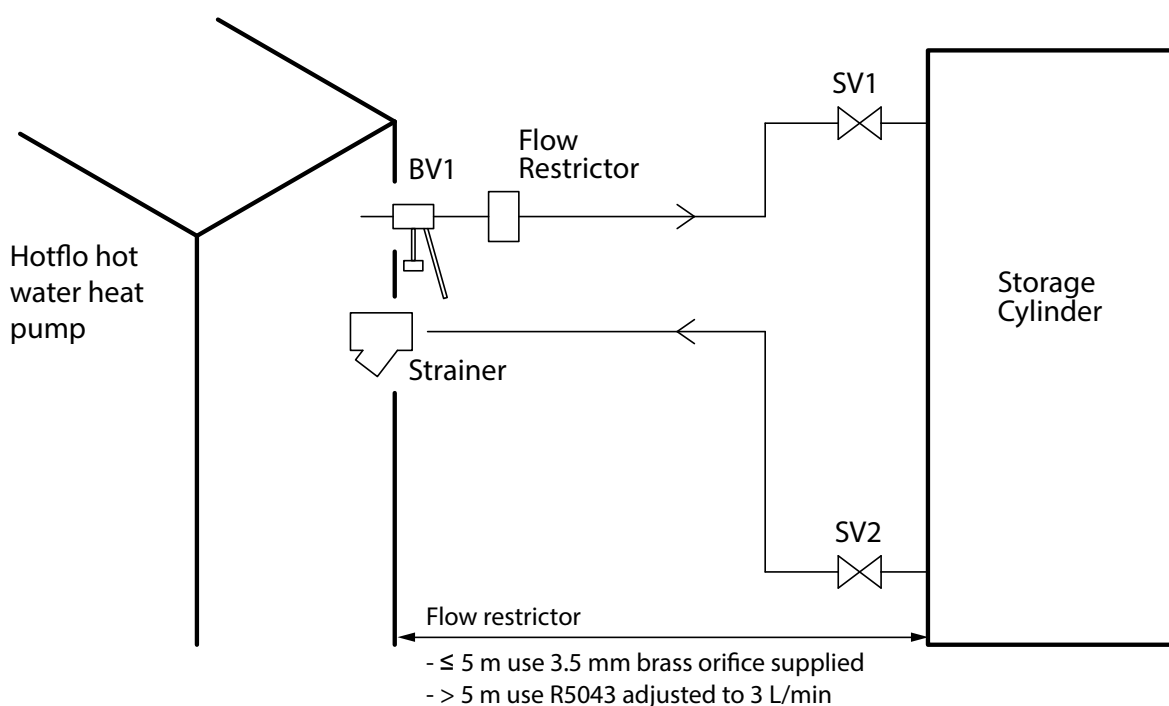 SV1
Flow
Restrictor
BV1
Hotflo hot
water heat
pump
Storage
Cylinder
Strainer
SV2
Flow restrictor
- ≤ 5 m use 3.5 mm brass orifice supplied
- > 5 m use R5043 adjusted to 3 L/min